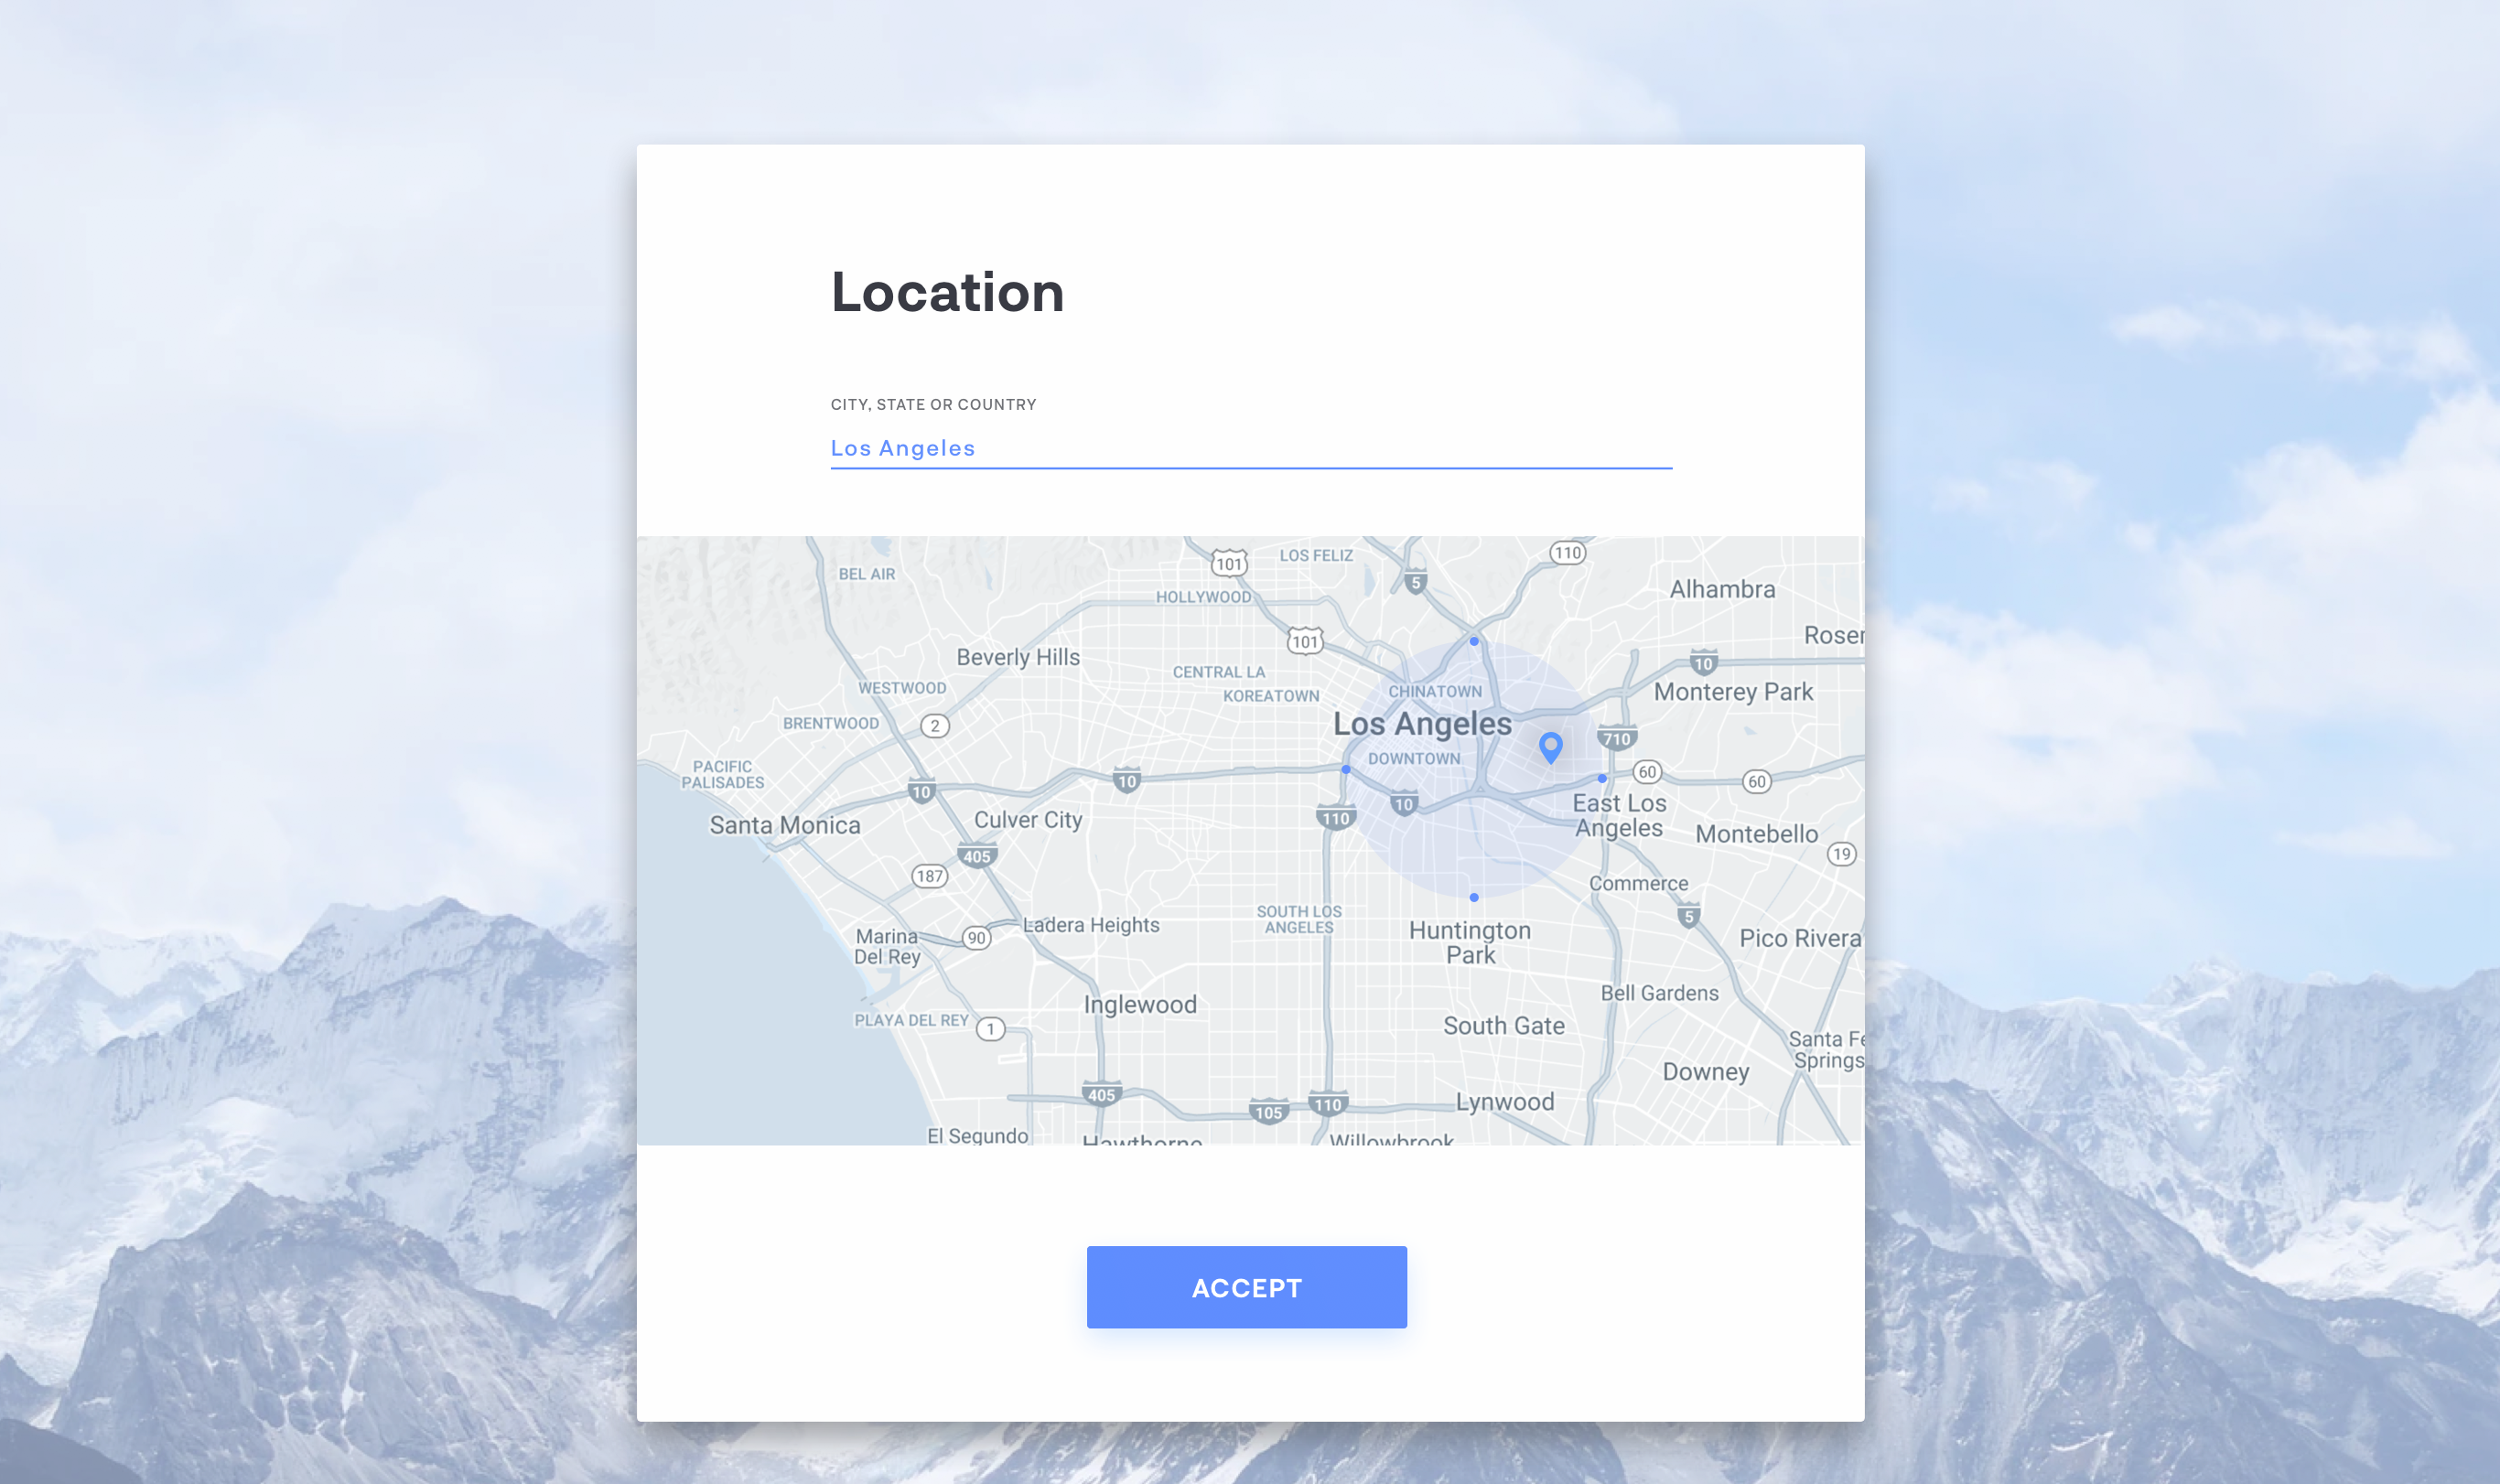 Location
CITY, STATE OR COUNTRY
Los Angeles
101
LOS FELIZ
110
BEL AIR
5
Alhambra
HOLLYWOOD
101
Beverly Hills
10
CENTRAL LA
WESTWOOD
KOREATOWN
CHINATOWN
Monterey Park
BRENTWOOD
2
Los Angeles
710
DOWNTOWN
PACIFIC
PALISADES
10
10
10
60
60
Santa Monica
Culver City
110
East Los
Angeles
Montebello
405
19
187
Commerce
Ladera Heights
SOUTH LOS
ANGELES
5
Marina
Del Rey
90
Huntington
Park
Pico Rivera
Inglewood
Bell Gardens
PLAYA DEL REY
1
South Gate
Santa Fe
Springs
Downey
405
105
110
Lynwood
El Segundo
Hawthorne
Willowbrook
ACCEPT